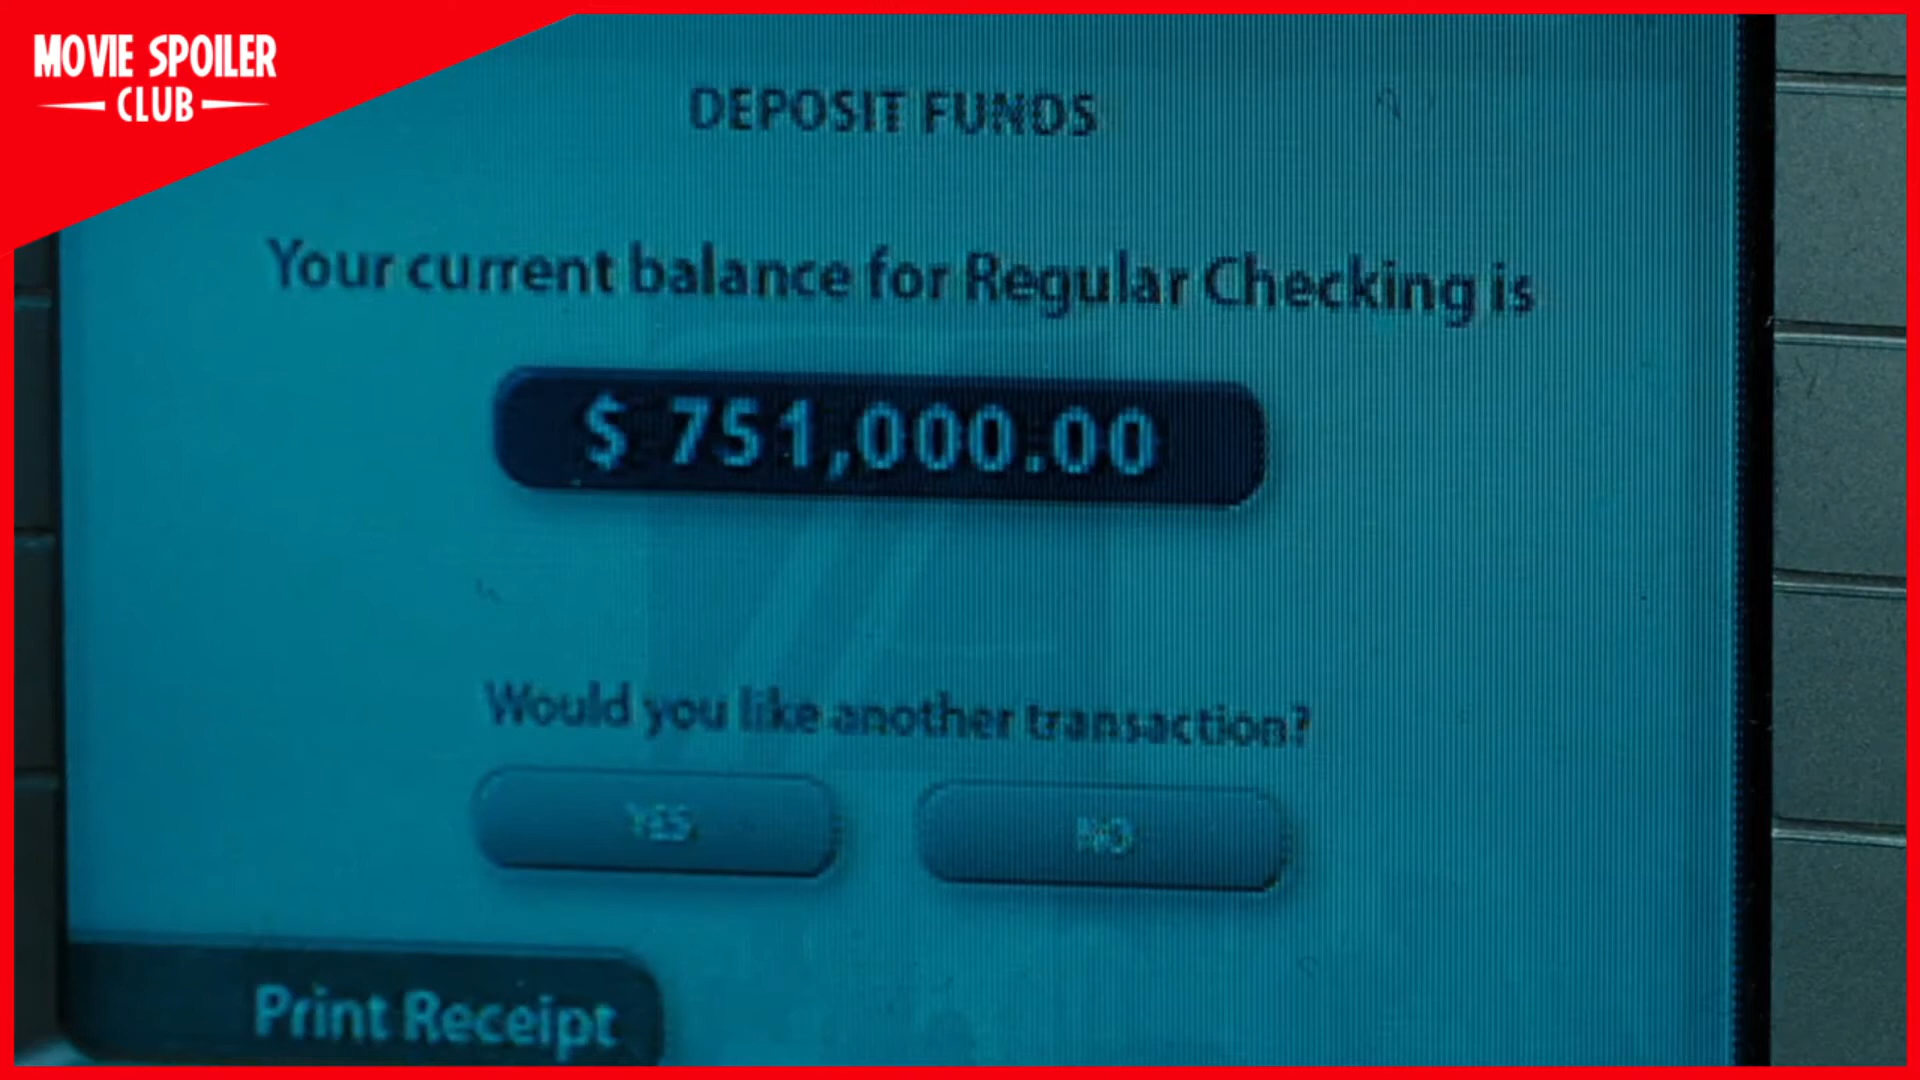 MOVIE SPOILER
CLUB
DEPOSIT FUNDS
Your current balance for Regular Checking is
$ 751,000.00
Would you like another transaction?
YES
NO
Print Receipt